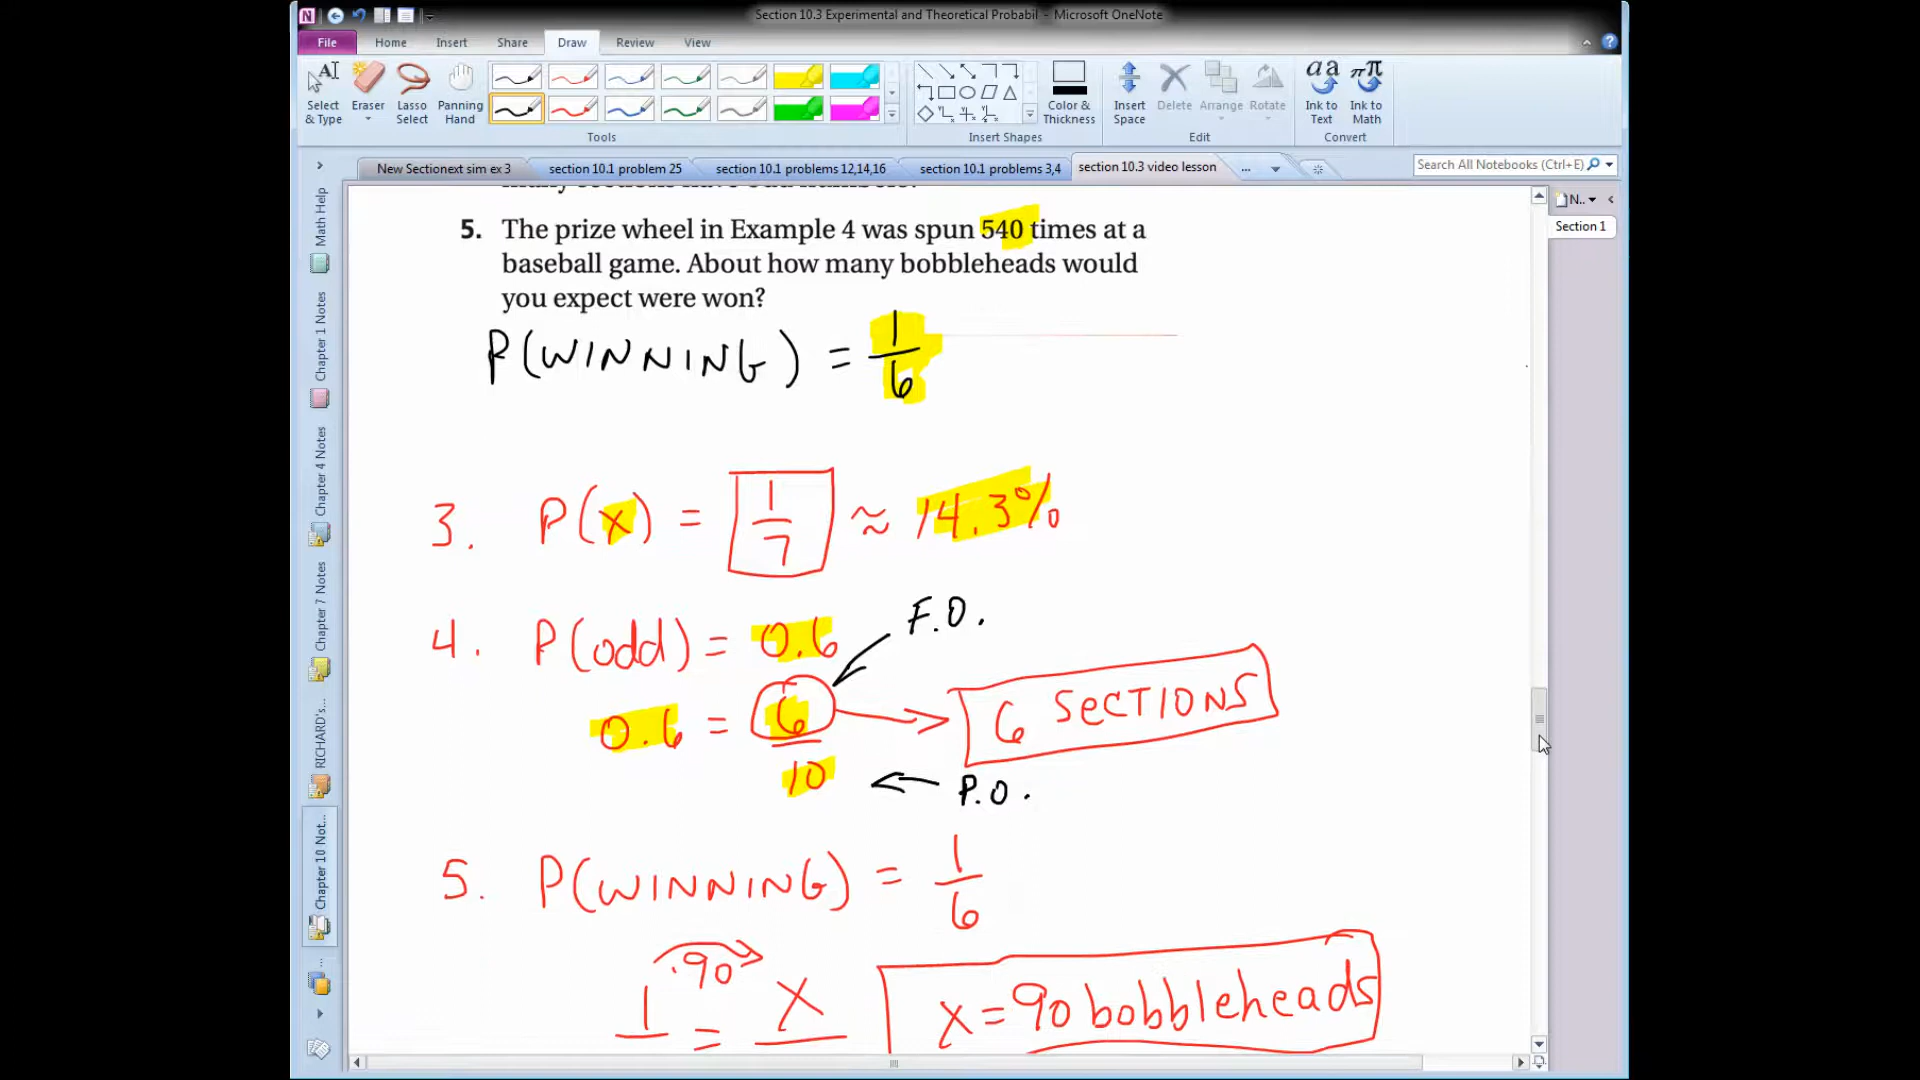 Section 10.3 Experimental and Theoretical Probabil - Microsoft OneNote
File Home Insert Share Draw Review View
Select & Type
Eraser
Lasso Select
Panning Hand
Tools
Insert Shapes
Color & Thickness
Insert Space
Delete
Arrange
Rotate
Edit
Ink to Text
Ink to Math
Convert
New Sectionext sim ex 3
section 10.1 problem 25
section 10.1 problems 12,14,16
section 10.1 problems 3,4
section 10.3 video lesson
...
Search All Notebooks (Ctrl+E)
N..
Section 1
Math Help
Chapter 1 Notes
Chapter 4 Notes
Chapter 7 Notes
RICHARD's...
Chapter 10 Not...
5. The prize wheel in Example 4 was spun 540 times at a
baseball game. About how many bobbleheads would
you expect were won?
P(WINNING) = 1/6
3. P(x) = 1/7 ≈ 14.3%
F.O.
4. P(odd) = 0.6
0.6 = 6/10
6 SECTIONS
P.O.
5. P(WINNING) = 1/6
·90
1 = x
x = 90 bobbleheads